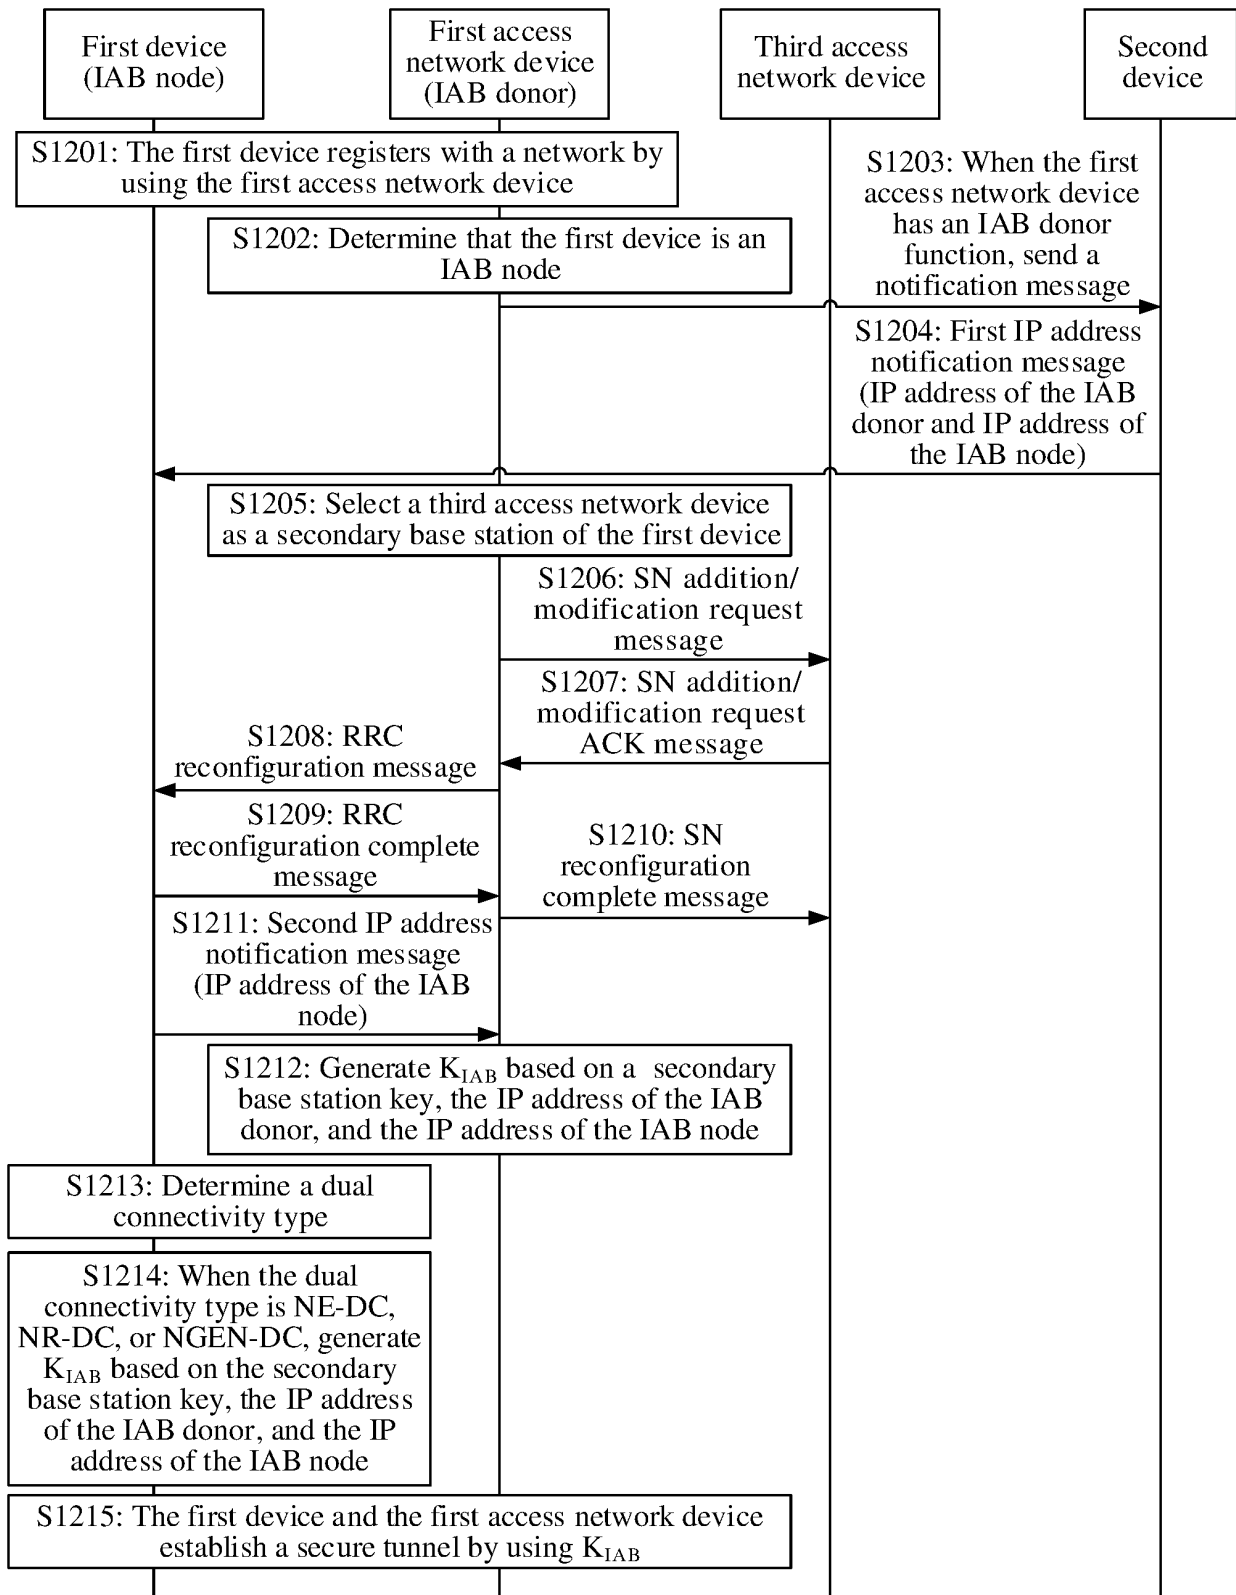 First device
(IAB node)
First access
network device
(IAB donor)
Third access
network device
Second
device
S1201: The first device registers with a network by
using the first access network device
S1202: Determine that the first device is an
IAB node
S1203: When the first
access network device
has an IAB donor
function, send a
notification message
S1204: First IP address
notification message
(IP address of the IAB
donor and IP address of
the IAB node)
S1205: Select a third access network device
as a secondary base station of the first device
S1206: SN addition/
modification request
message
S1207: SN addition/
modification request
ACK message
S1208: RRC
reconfiguration message
S1209: RRC
reconfiguration complete
message
S1210: SN
reconfiguration
complete message
S1211: Second IP address
notification message
(IP address of the IAB
node)
S1212: Generate K_IAB based on a secondary
base station key, the IP address of the IAB
donor, and the IP address of the IAB node
S1213: Determine a dual
connectivity type
S1214: When the dual
connectivity type is NE-DC,
NR-DC, or NGEN-DC, generate
K_IAB based on the secondary
base station key, the IP address
of the IAB donor, and the IP
address of the IAB node
S1215: The first device and the first access network device
establish a secure tunnel by using K_IAB